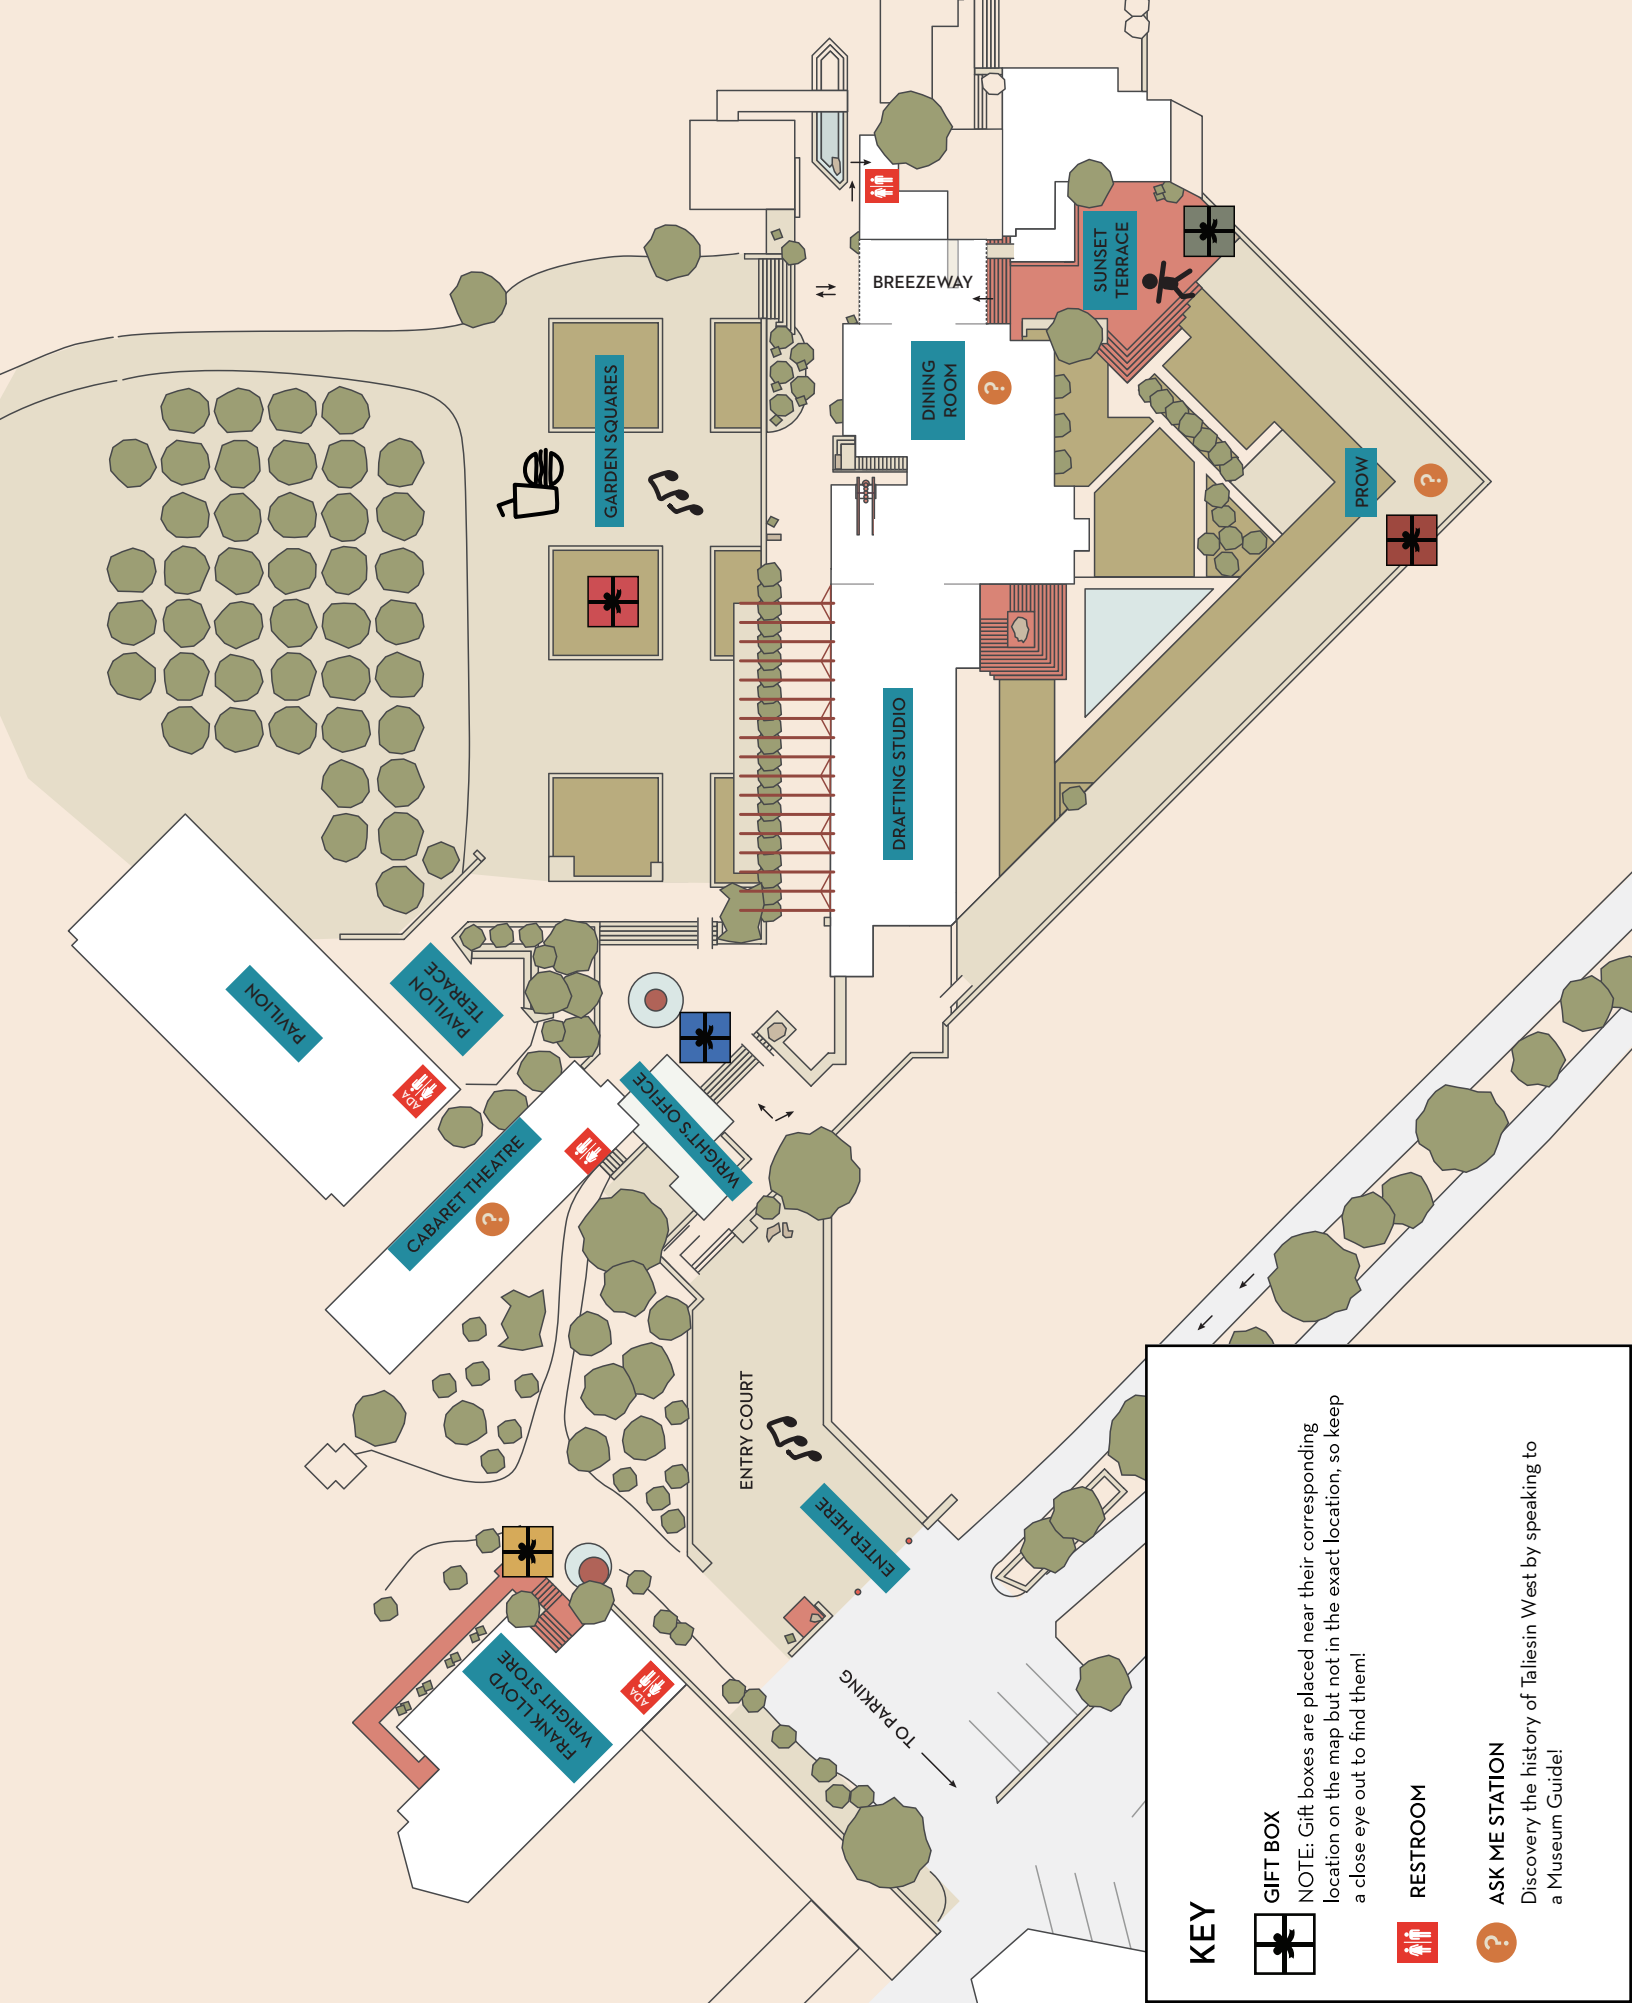 SUNSET
TERRACE
BREEZEWAY
DINING
ROOM
GARDEN SQUARES
PROW
DRAFTING STUDIO
PAVILION
PAVILION
TERRACE
ADA
WRIGHT'S OFFICE
CABARET THEATRE
ENTRY COURT
ENTER HERE
FRANK LLOYD
WRIGHT STORE
ADA
TO PARKING
KEY
GIFT BOX
NOTE: Gift boxes are placed near their corresponding
location on the map but not in the exact location, so keep
a close eye out to find them!
RESTROOM
ASK ME STATION
Discovery the history of Taliesin West by speaking to
a Museum Guide!